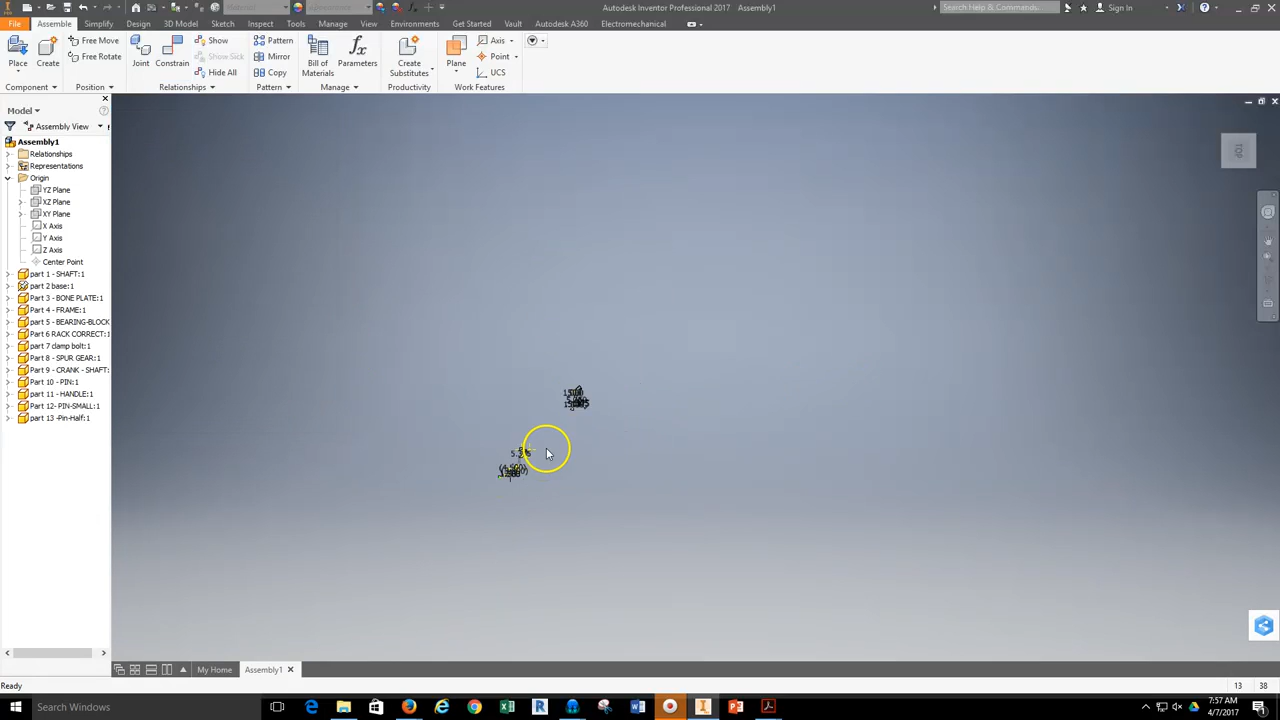 Autodesk Inventor Professional 2017 Assembly1
Search Help & Commands...
Sign In
File Assemble Simplify Design 3D Model Sketch Inspect Tools Manage View Environments Get Started Vault Autodesk A360 Electromechanical
Place
Create
Free Move
Free Rotate
Joint
Constrain
Show
Show Sick
Hide All
Pattern
Mirror
Copy
Bill of Materials
Parameters
Create Substitutes
Plane
Axis
Point
UCS
Component Position Relationships Pattern Manage Productivity Work Features
Model
Assembly View
Assembly1
Relationships
Representations
Origin
YZ Plane
XZ Plane
XY Plane
X Axis
Y Axis
Z Axis
Center Point
part 1 - SHAFT:1
part 2 base:1
Part 3 - BONE PLATE:1
Part 4 - FRAME:1
part 5 - BEARING-BLOCK
Part 6 RACK CORRECT:1
part 7 clamp bolt:1
Part 8 - SPUR GEAR:1
Part 9 - CRANK - SHAFT:
Part 10 - PIN:1
part 11 - HANDLE:1
Part 12- PIN-SMALL:1
part 13 -Pin-Half:1
TOP
My Home Assembly1
Ready
13 38
Search Windows
7:57 AM
4/7/2017